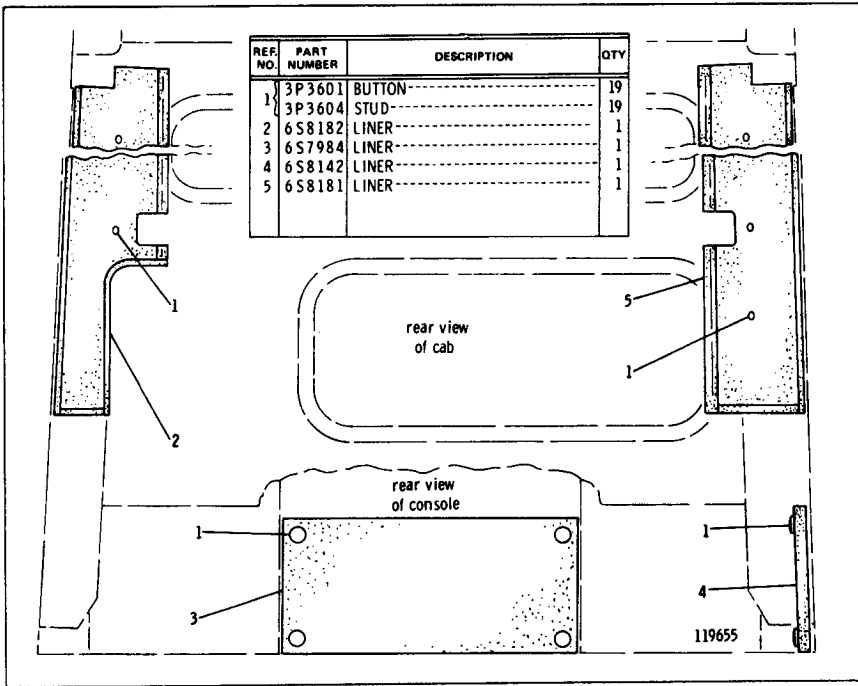 REF. NO. PART NUMBER DESCRIPTION QTY
1 3P3601 BUTTON 19
3P3604 STUD 19
2 6S8182 LINER 1
3 6S7984 LINER 1
4 6S8142 LINER 1
5 6S8181 LINER 1
1
5
rear view
of cab
1
2
rear view
of console
1
1
3
4
119655